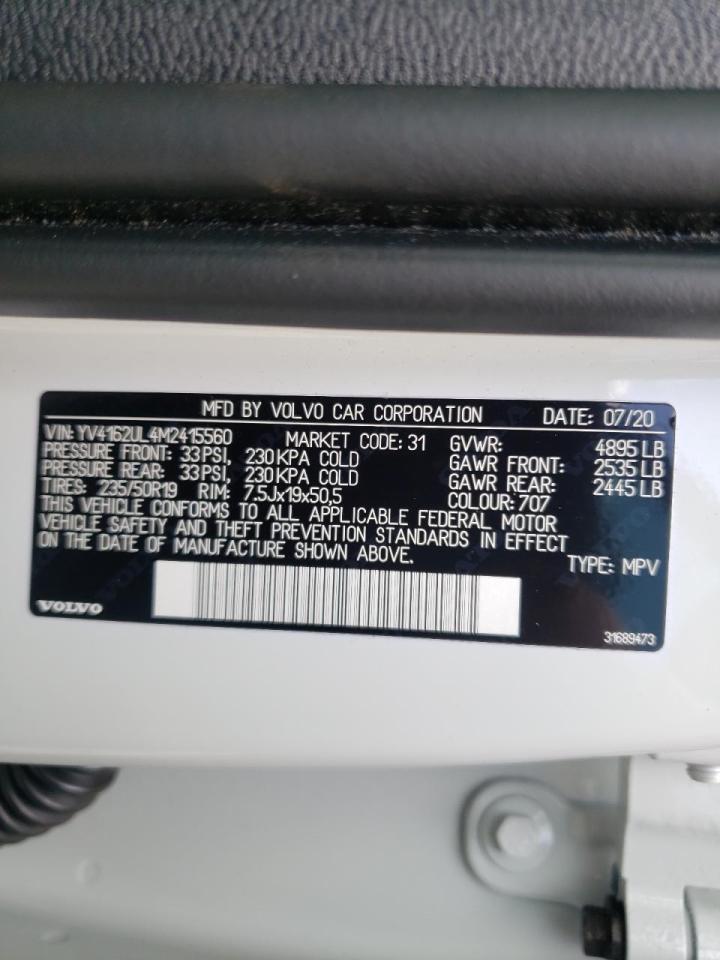 MFD BY VOLVO CAR CORPORATION DATE: 07/20
VIN: YV4162UL4M2415560 MARKET CODE: 31 GVWR: 4895 LB
PRESSURE FRONT: 33 PSI, 230 KPA COLD GAWR FRONT: 2535 LB
PRESSURE REAR: 33 PSI, 230 KPA COLD GAWR REAR: 2445 LB
TIRES: 235/50R19 RIM: 7.5Jx19x50,5 COLOUR: 707
THIS VEHICLE CONFORMS TO ALL APPLICABLE FEDERAL MOTOR
VEHICLE SAFETY AND THEFT PREVENTION STANDARDS IN EFFECT
ON THE DATE OF MANUFACTURE SHOWN ABOVE. TYPE: MPV
VOLVO 31689473